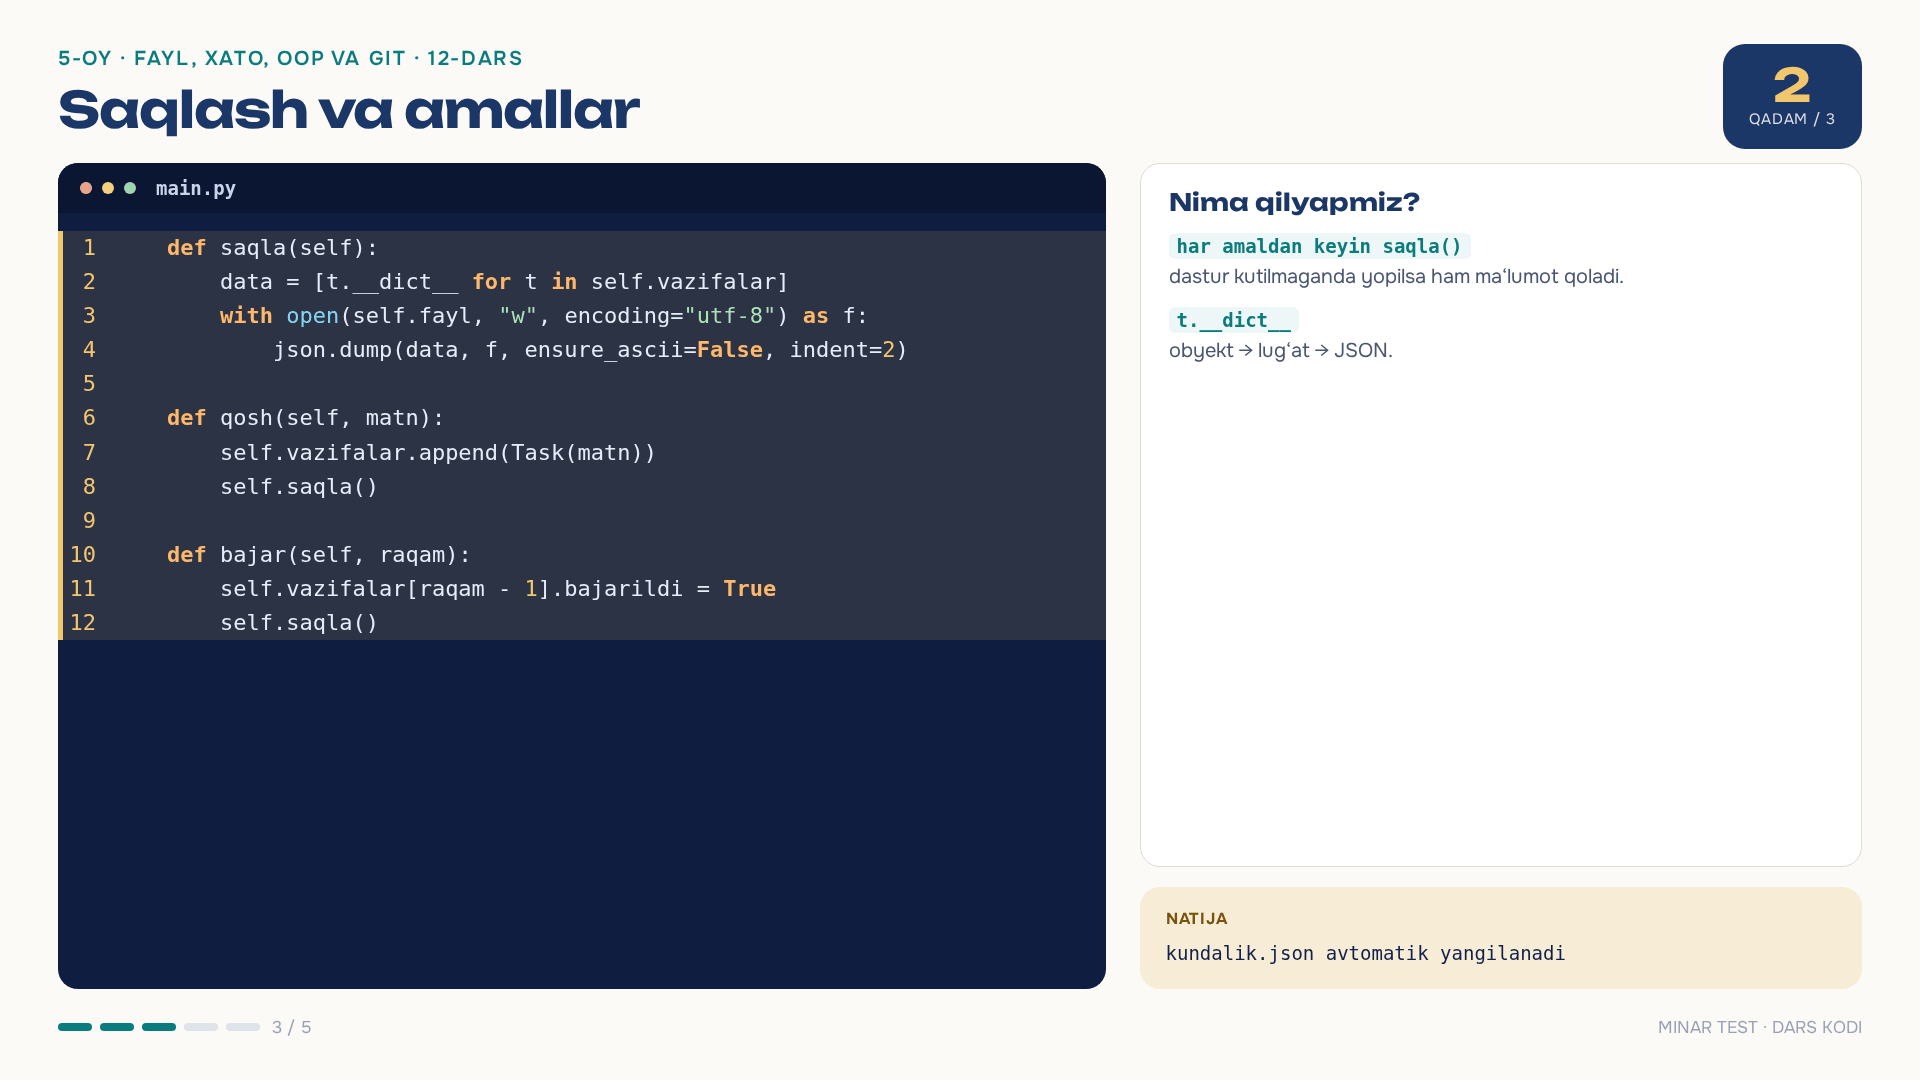 5-OY · FAYL, XATO, OOP VA GIT · 12-DARS
Saqlash va amallar
2
QADAM / 3
main.py
1     def saqla(self):
2         data = [t.__dict__ for t in self.vazifalar]
3         with open(self.fayl, "w", encoding="utf-8") as f:
4             json.dump(data, f, ensure_ascii=False, indent=2)
5
6     def qosh(self, matn):
7         self.vazifalar.append(Task(matn))
8         self.saqla()
9
10     def bajar(self, raqam):
11         self.vazifalar[raqam - 1].bajarildi = True
12         self.saqla()
Nima qilyapmiz?
har amaldan keyin saqla()
dastur kutilmaganda yopilsa ham maʻlumot qoladi.
t.__dict__
obyekt → lugʻat → JSON.
NATIJA
kundalik.json avtomatik yangilanadi
3 / 5
MINAR TEST · DARS KODI